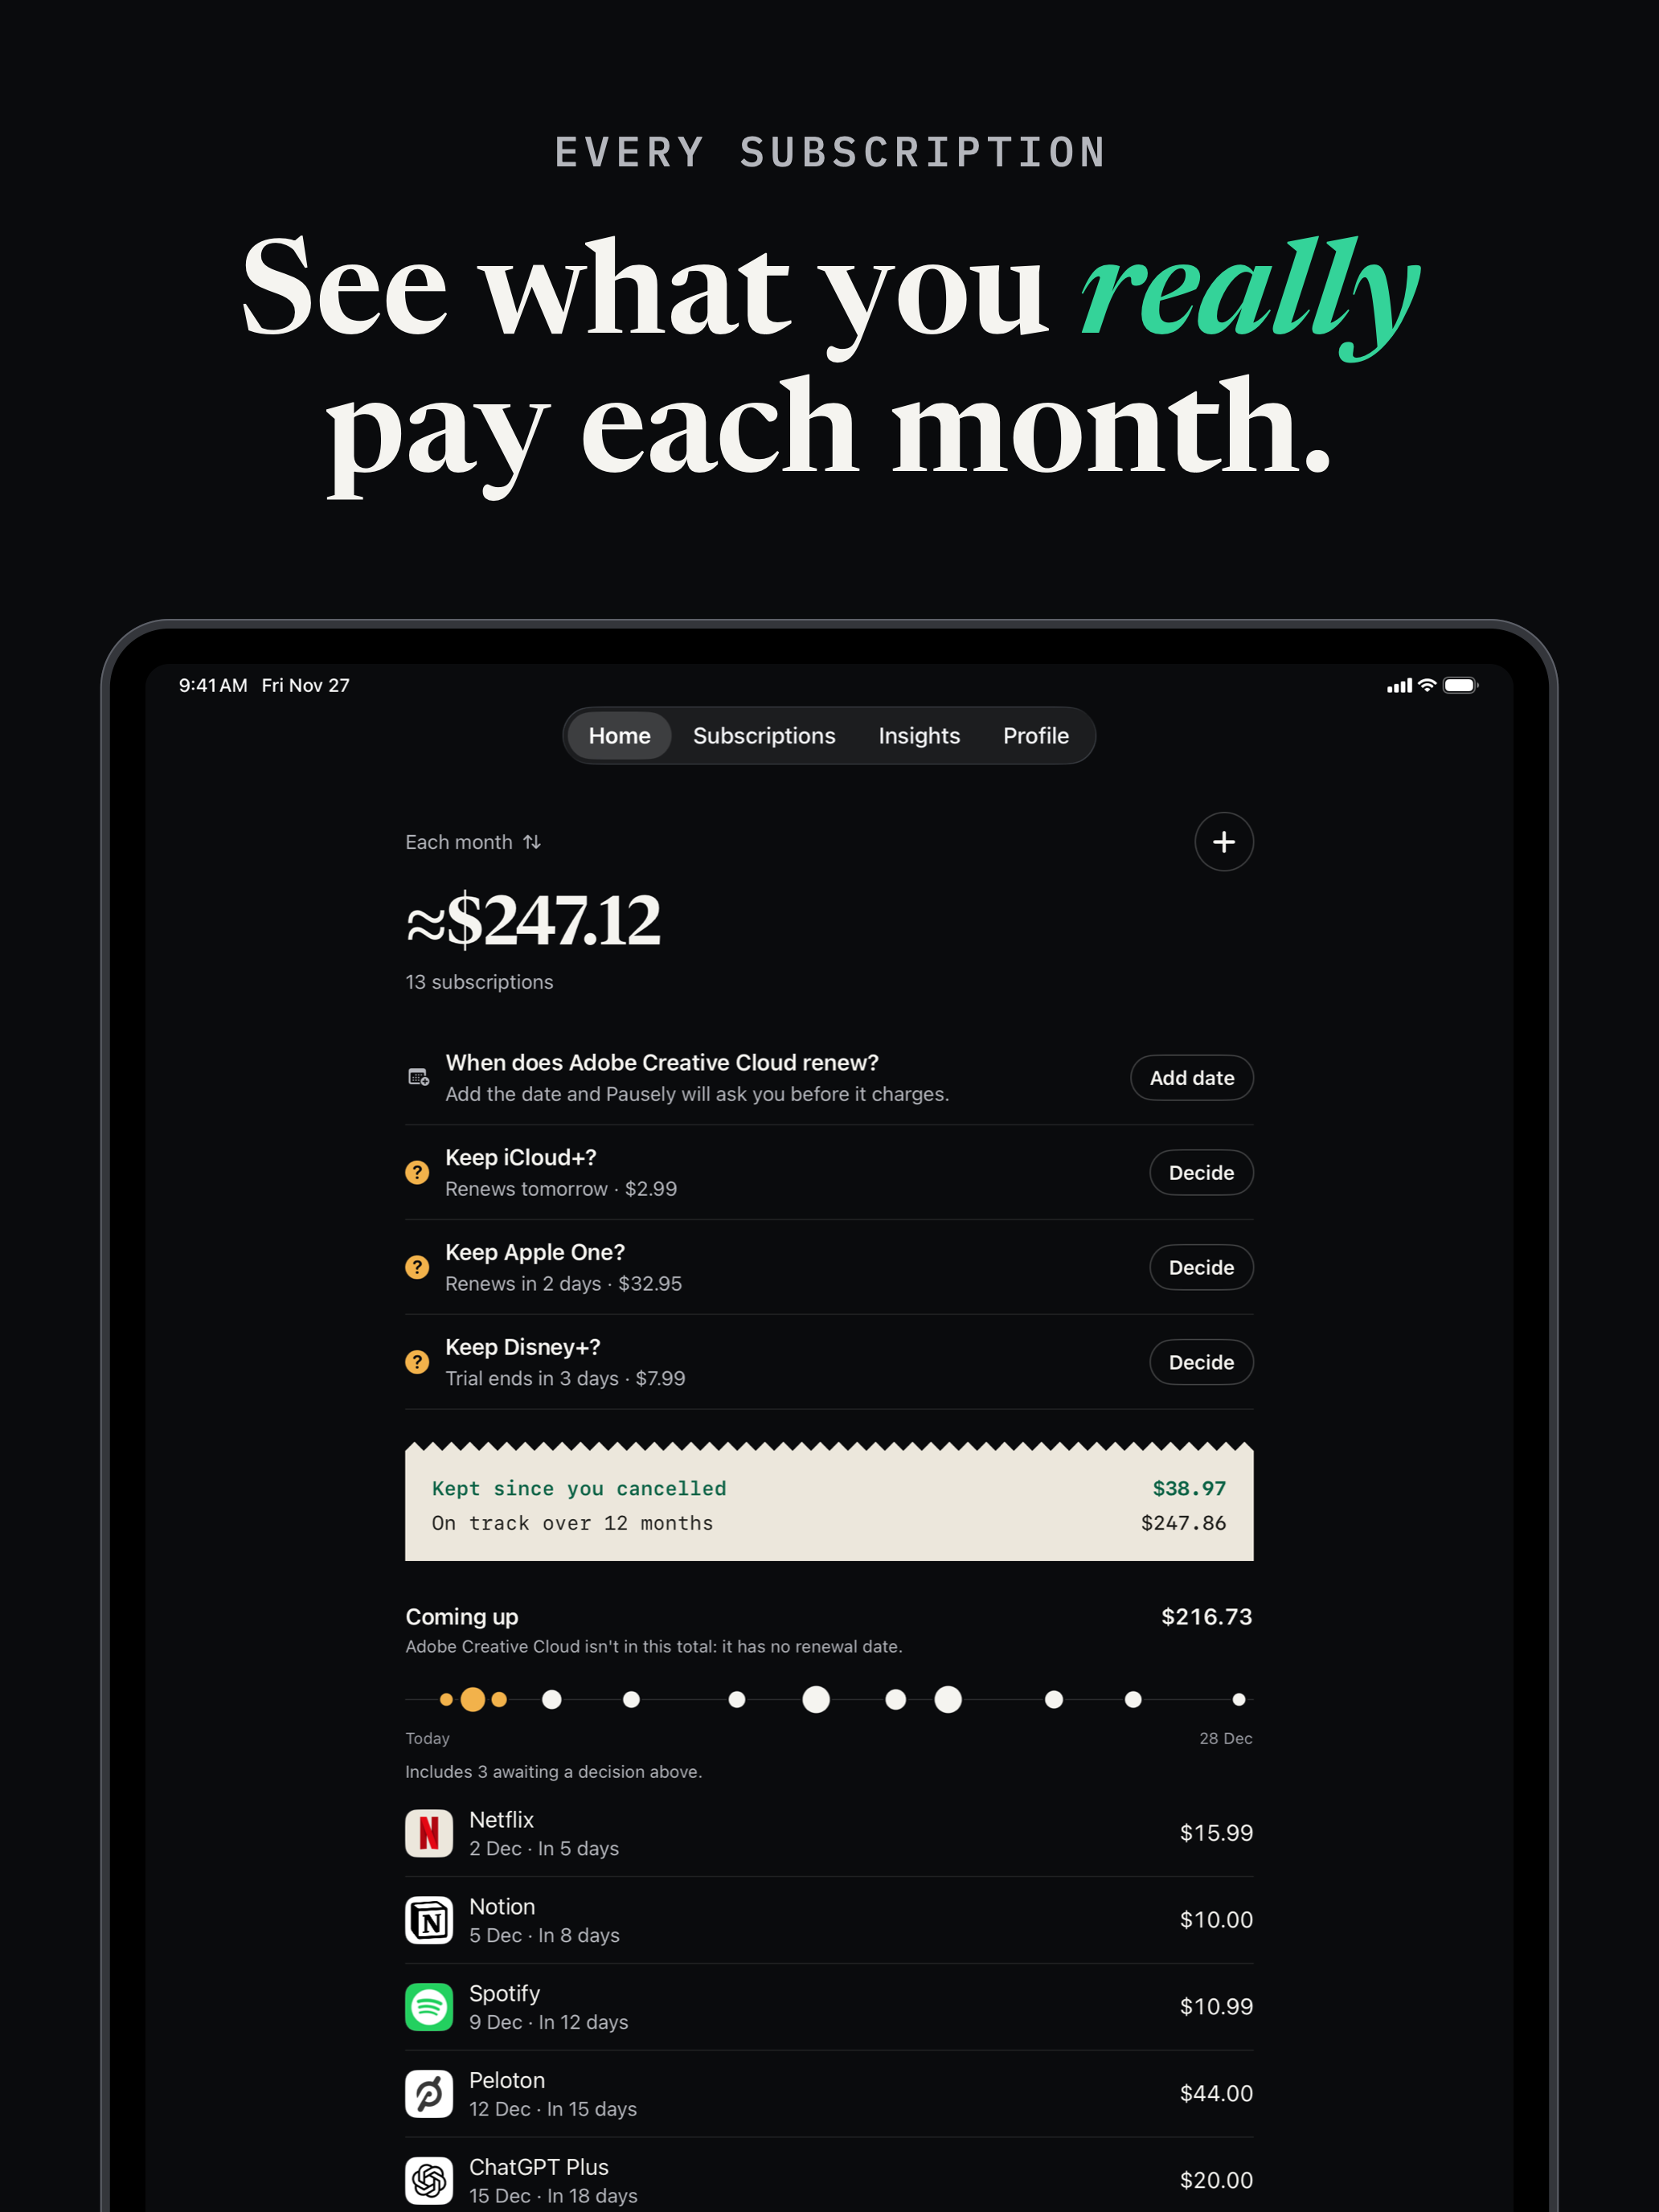 EVERY SUBSCRIPTION
See what you really
pay each month.
9:41 AM Fri Nov 27
Home Subscriptions Insights Profile
Each month
≈$247.12
13 subscriptions
When does Adobe Creative Cloud renew?
Add the date and Pausely will ask you before it charges.
Add date
Keep iCloud+?
Renews tomorrow · $2.99
Decide
Keep Apple One?
Renews in 2 days · $32.95
Decide
Keep Disney+?
Trial ends in 3 days · $7.99
Decide
Kept since you cancelled $38.97
On track over 12 months $247.86
Coming up $216.73
Adobe Creative Cloud isn't in this total: it has no renewal date.
Today 28 Dec
Includes 3 awaiting a decision above.
Netflix
2 Dec · In 5 days
$15.99
Notion
5 Dec · In 8 days
$10.00
Spotify
9 Dec · In 12 days
$10.99
Peloton
12 Dec · In 15 days
$44.00
ChatGPT Plus
15 Dec · In 18 days
$20.00